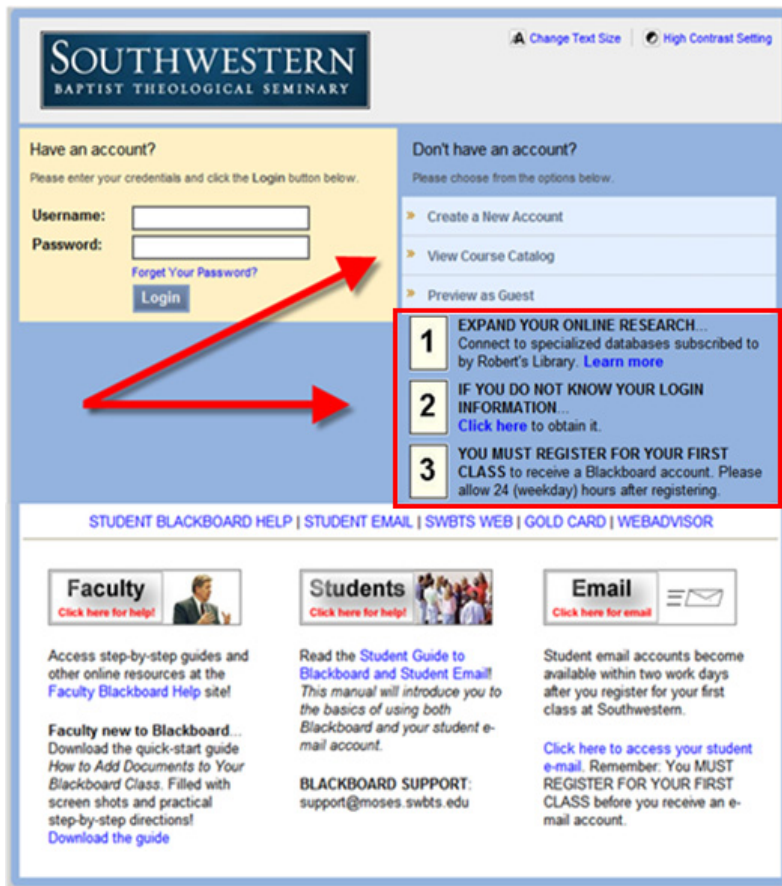 SOUTHWESTERN
BAPTIST THEOLOGICAL SEMINARY
A Change Text Size
High Contrast Setting
Have an account?
Please enter your credentials and click the Login button below.
Username:
Password:
Forget Your Password?
Login
Don't have an account?
Please choose from the options below.
» Create a New Account
» View Course Catalog
» Preview as Guest
1
EXPAND YOUR ONLINE RESEARCH...
Connect to specialized databases subscribed to
by Robert's Library. Learn more
2
IF YOU DO NOT KNOW YOUR LOGIN
INFORMATION...
Click here to obtain it.
3
YOU MUST REGISTER FOR YOUR FIRST
CLASS to receive a Blackboard account. Please
allow 24 (weekday) hours after registering.
STUDENT BLACKBOARD HELP | STUDENT EMAIL | SWBTS WEB | GOLD CARD | WEBADVISOR
Faculty
Click here for help!
Access step-by-step guides and
other online resources at the
Faculty Blackboard Help site!
Faculty new to Blackboard...
Download the quick-start guide
How to Add Documents to Your
Blackboard Class. Filled with
screen shots and practical
step-by-step directions!
Download the guide
Students
Click here for help!
Read the Student Guide to
Blackboard and Student Email!
This manual will introduce you to
the basics of using both
Blackboard and your student e-
mail account.
BLACKBOARD SUPPORT:
support@moses.swbts.edu
Email
Click here for email
Student email accounts become
available within two work days
after you register for your first
class at Southwestern.
Click here to access your student
e-mail. Remember: You MUST
REGISTER FOR YOUR FIRST
CLASS before you receive an e-
mail account.